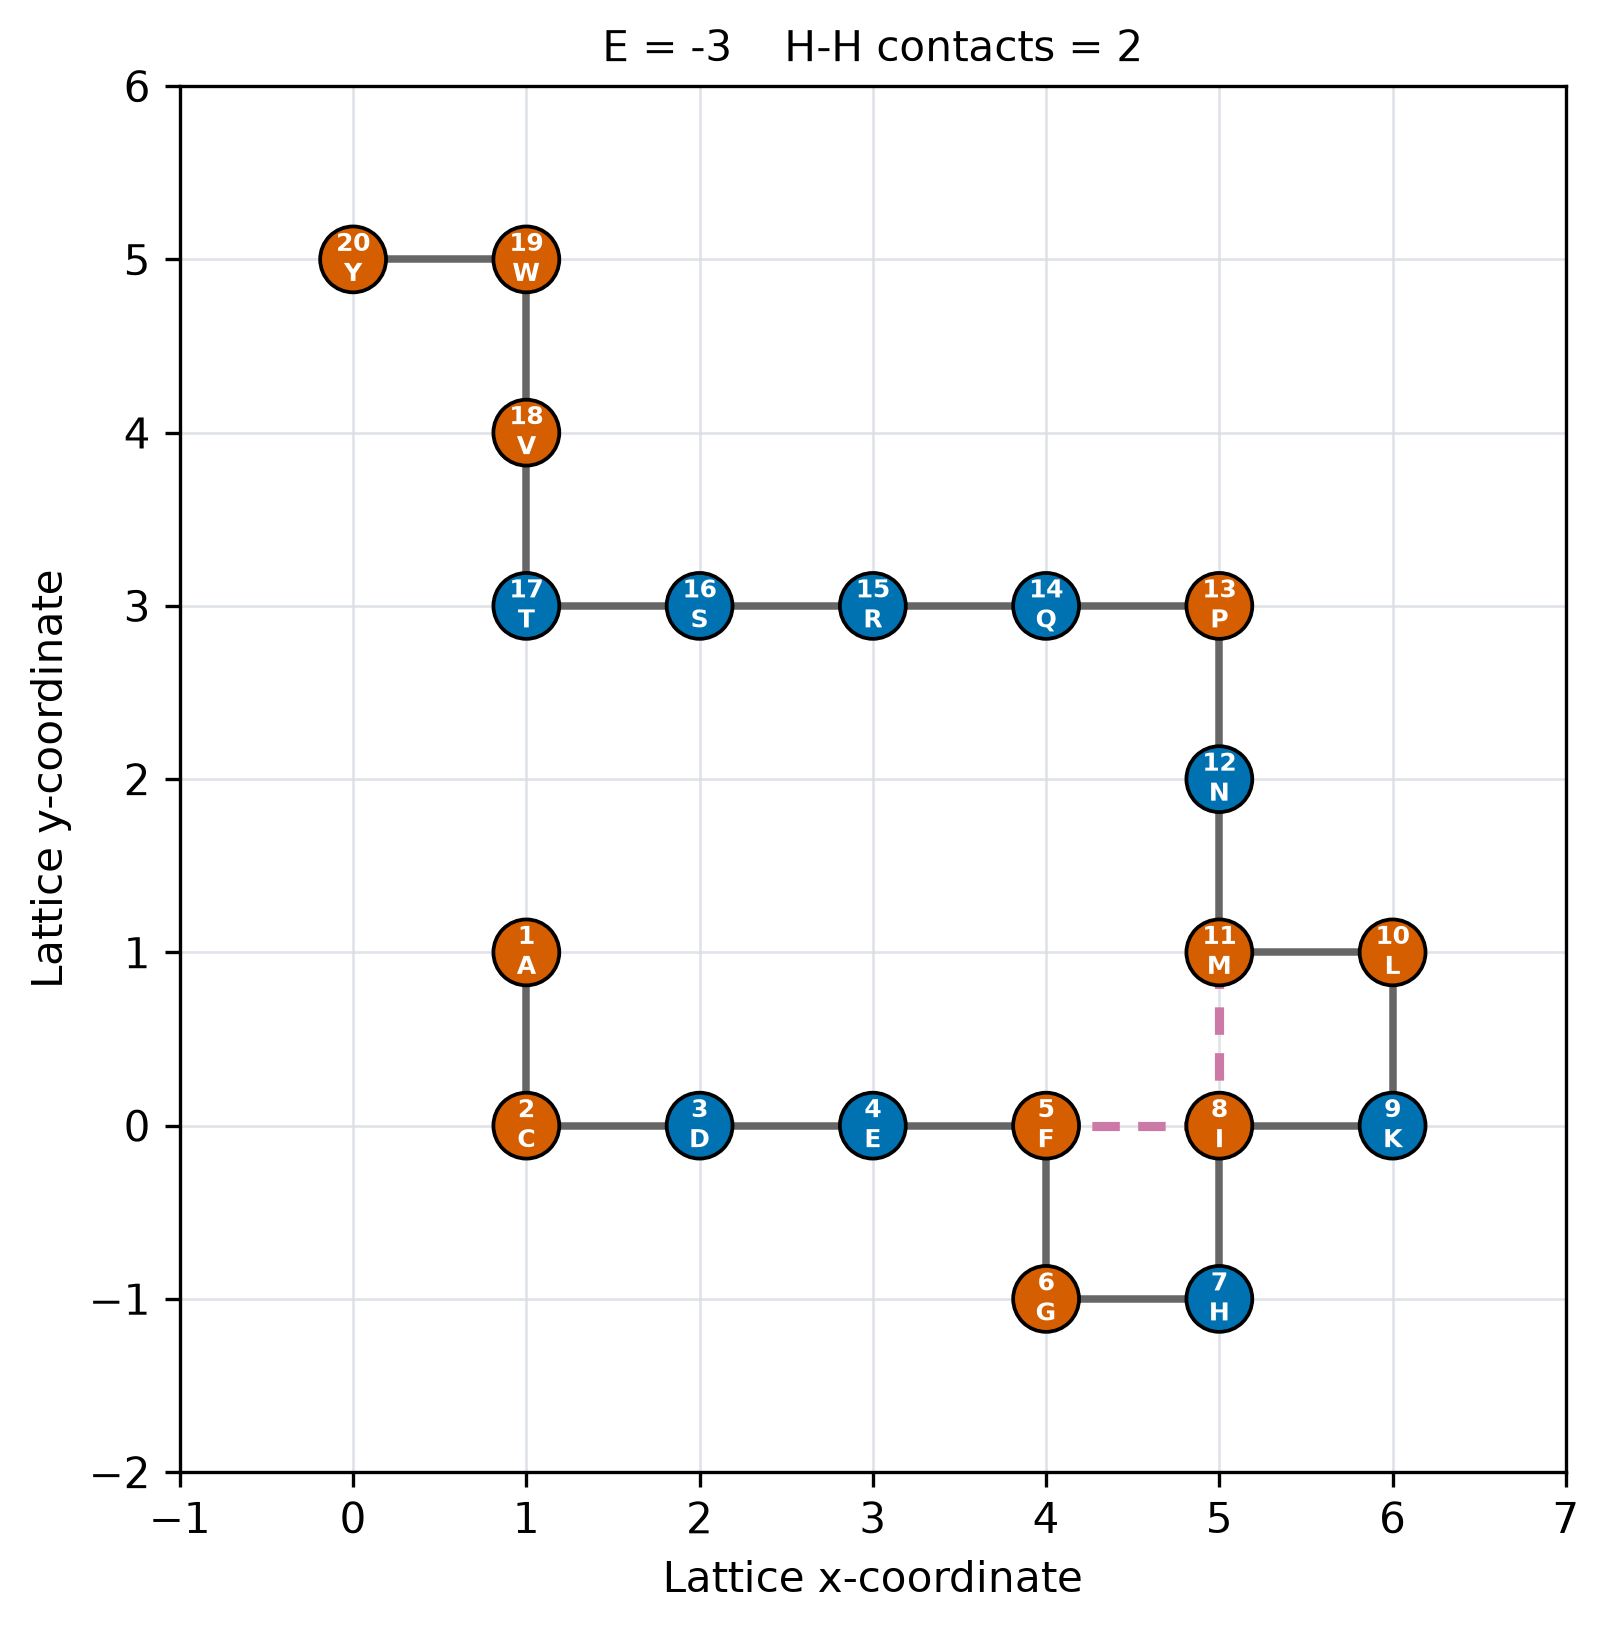 E = -3    H-H contacts = 2
6
5
4
3
2
1
0
−1
−2
Lattice y-coordinate
20
Y
19
W
18
V
17
T
16
S
15
R
14
Q
13
P
12
N
1
A
11
M
10
L
2
C
3
D
4
E
5
F
8
I
9
K
6
G
7
H
−1 0 1 2 3 4 5 6 7
Lattice x-coordinate